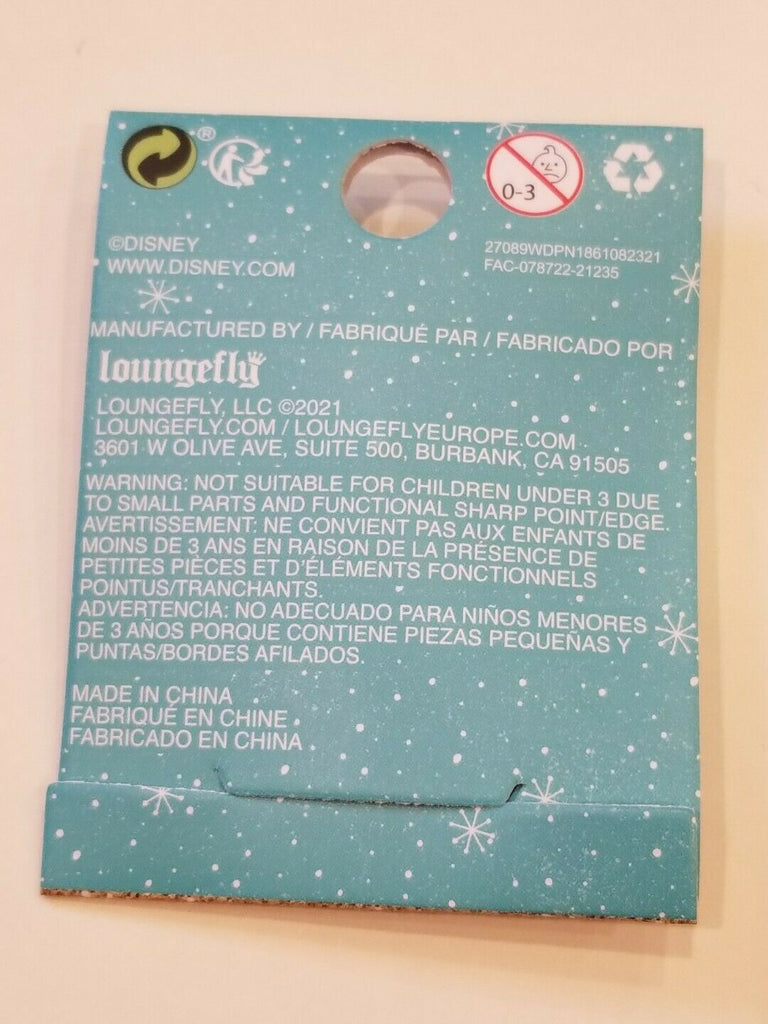 ®
0-3
©DISNEY
WWW.DISNEY.COM
27089WDPN1861082321
FAC-078722-21235
MANUFACTURED BY / FABRIQUÉ PAR / FABRICADO POR
loungefly
LOUNGEFLY, LLC ©2021
LOUNGEFLY.COM / LOUNGEFLYEUROPE.COM
3601 W OLIVE AVE, SUITE 500, BURBANK, CA 91505
WARNING: NOT SUITABLE FOR CHILDREN UNDER 3 DUE
TO SMALL PARTS AND FUNCTIONAL SHARP POINT/EDGE.
AVERTISSEMENT: NE CONVIENT PAS AUX ENFANTS DE
MOINS DE 3 ANS EN RAISON DE LA PRÉSENCE DE
PETITES PIÈCES ET D'ÉLÉMENTS FONCTIONNELS
POINTUS/TRANCHANTS.
ADVERTENCIA: NO ADECUADO PARA NIÑOS MENORES
DE 3 AÑOS PORQUE CONTIENE PIEZAS PEQUEÑAS Y
PUNTAS/BORDES AFILADOS.
MADE IN CHINA
FABRIQUÉ EN CHINE
FABRICADO EN CHINA